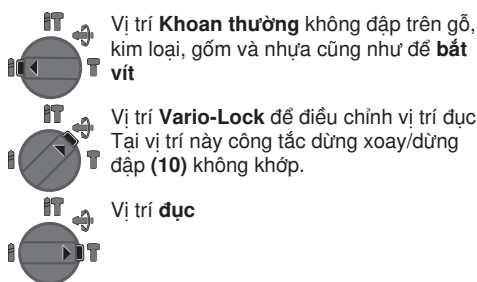 Vị trí Khoan thường không đập trên gỗ,
kim loại, gốm và nhựa cũng như để bắt
vít
Vị trí Vario-Lock để điều chỉnh vị trí đục
Tại vị trí này công tắc dừng xoay/dừng
đập (10) không khớp.
Vị trí đục